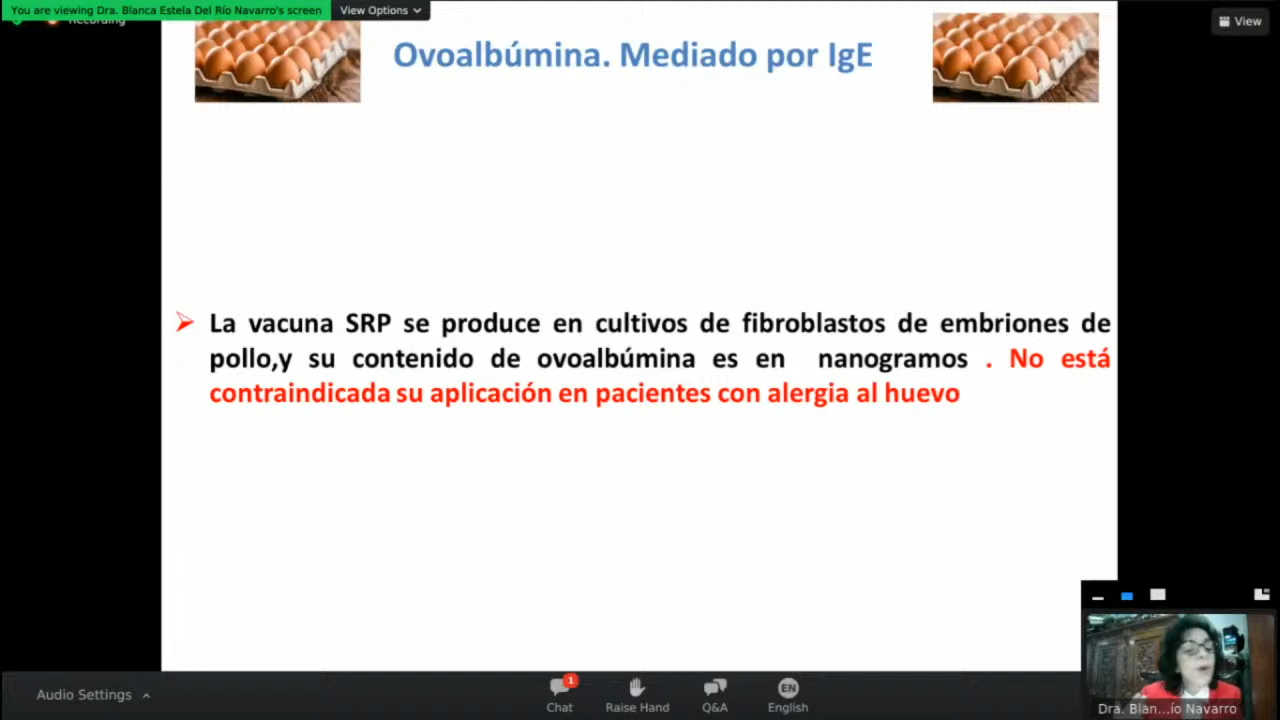 You are viewing Dra. Blanca Estela Del Río Navarro's screen
View Options
Recording
View
Ovoalbúmina. Mediado por IgE
La vacuna SRP se produce en cultivos de fibroblastos de embriones de
pollo,y su contenido de ovoalbúmina es en nanogramos . No está
contraindicada su aplicación en pacientes con alergia al huevo
Audio Settings
1
Chat
Raise Hand
Q&A
EN
English
Dra. Blan...ío Navarro